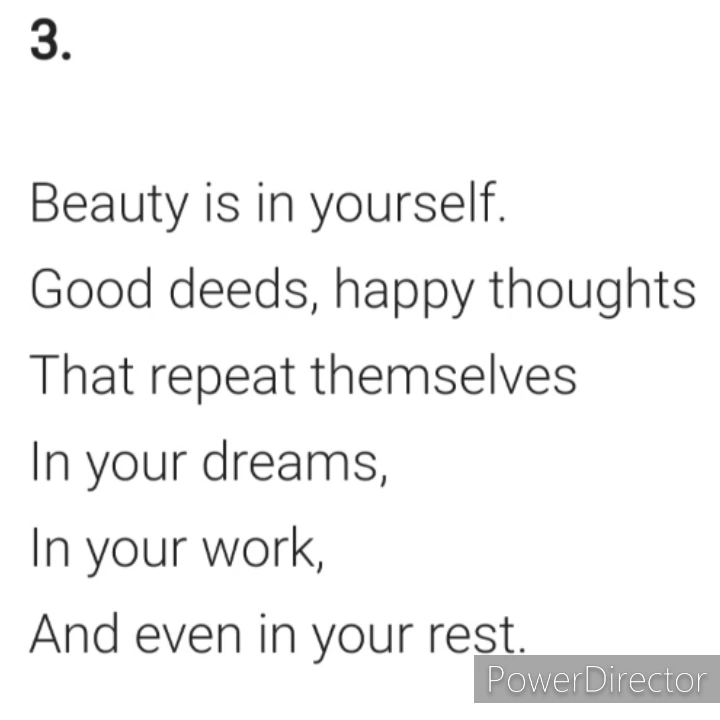 3.
Beauty is in yourself.
Good deeds, happy thoughts
That repeat themselves
In your dreams,
In your work,
And even in your rest.
PowerDirector